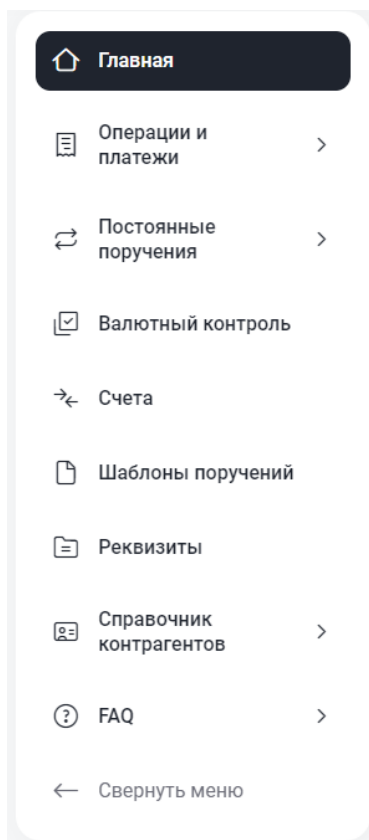 Главная
Операции и
платежи
Постоянные
поручения
Валютный контроль
Счета
Шаблоны поручений
Реквизиты
Справочник
контрагентов
FAQ
Свернуть меню